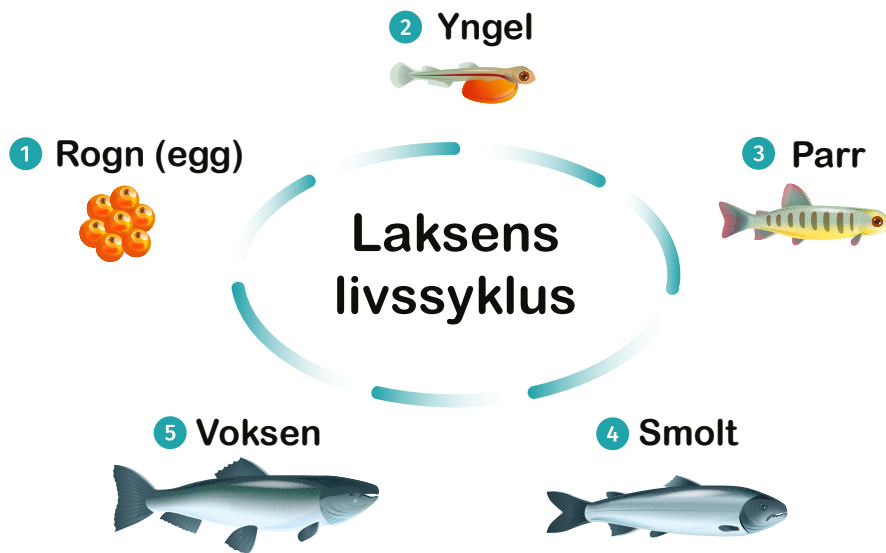 2 Yngel
1 Rogn (egg)
3 Parr
Laksens
livssyklus
5 Voksen
4 Smolt